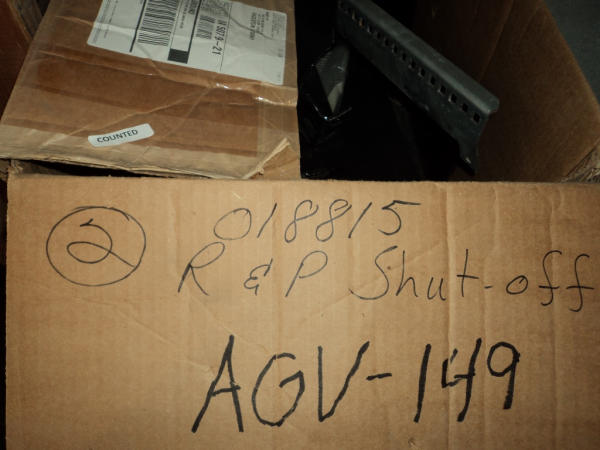 COUNTED
2
018815
R & P Shut-off
AGV-149